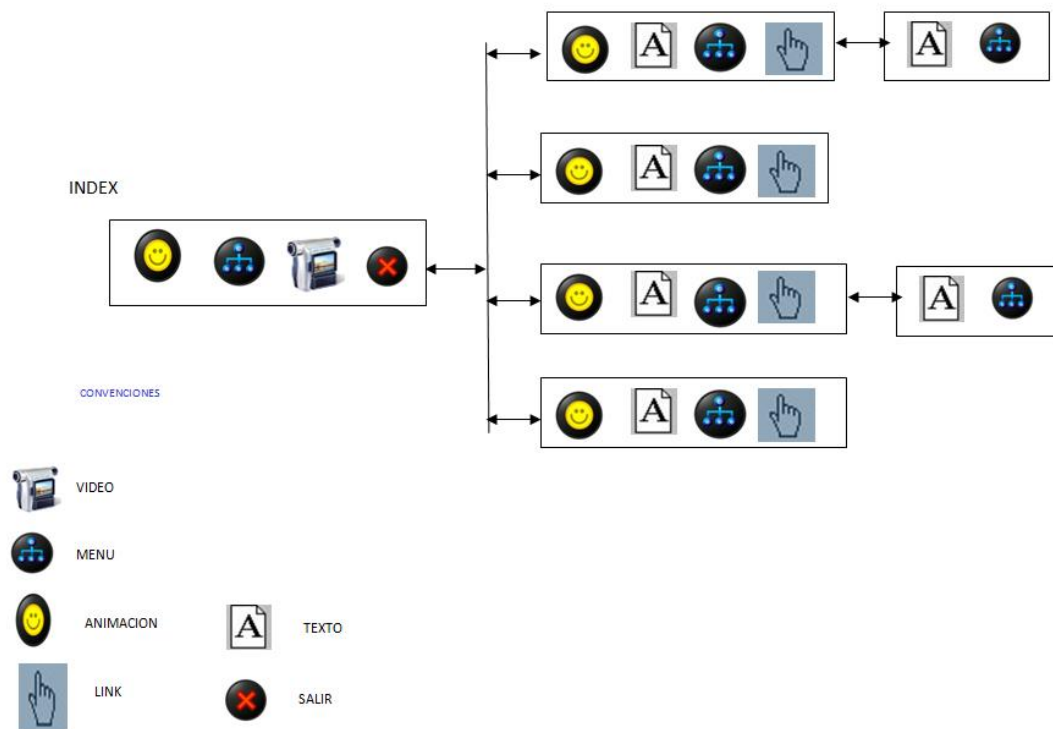 A
A
A
INDEX
A
A
A
CONVENCIONES
VIDEO
MENU
ANIMACION
A
TEXTO
LINK
SALIR